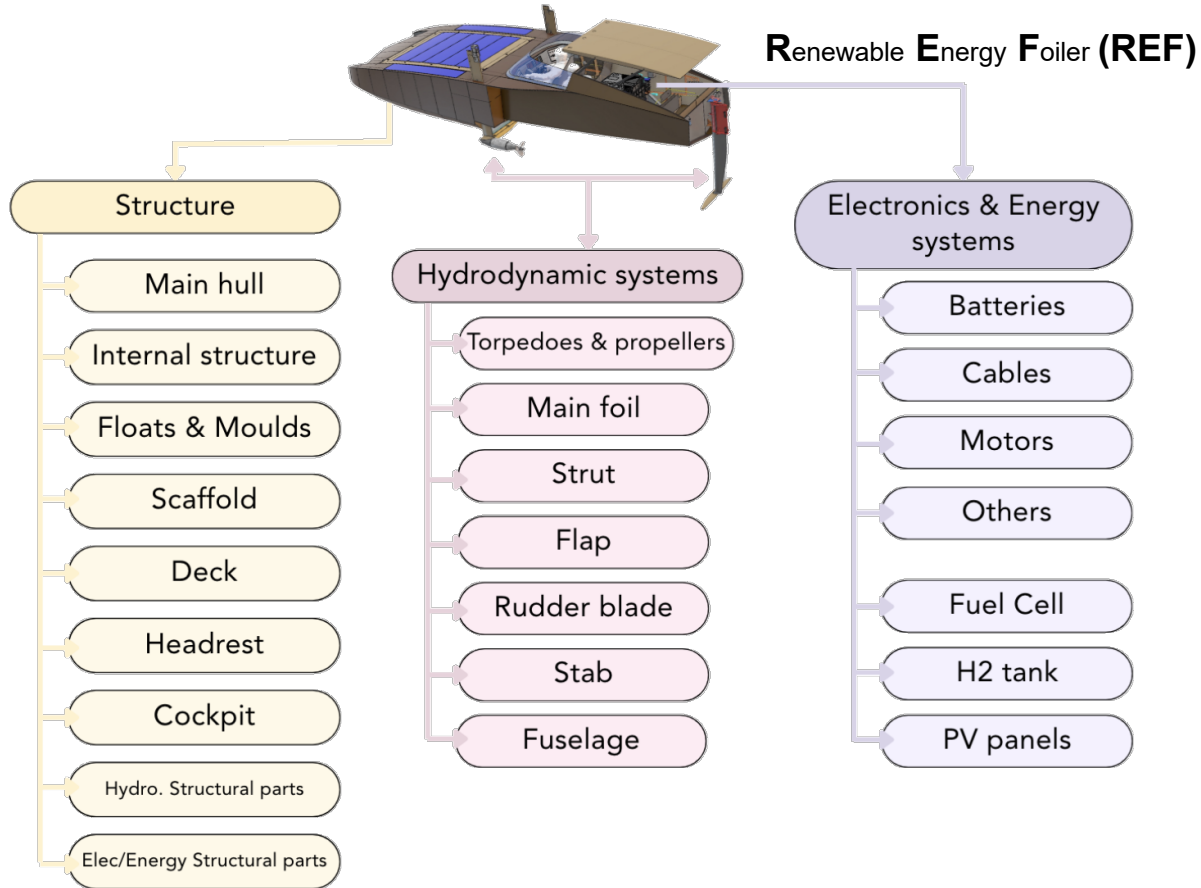 Renewable Energy Foiler (REF)
Structure
Main hull
Internal structure
Floats & Moulds
Scaffold
Deck
Headrest
Cockpit
Hydro. Structural parts
Elec/Energy Structural parts
Hydrodynamic systems
Torpedoes & propellers
Main foil
Strut
Flap
Rudder blade
Stab
Fuselage
Electronics & Energy
systems
Batteries
Cables
Motors
Others
Fuel Cell
H2 tank
PV panels